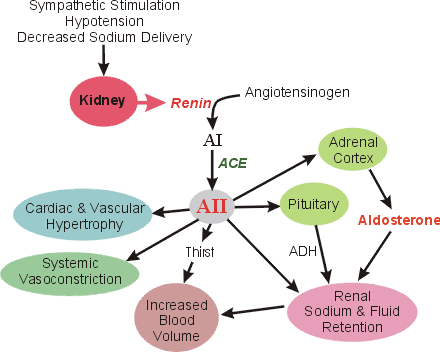 Sympathetic Stimulation
Hypotension
Decreased Sodium Delivery
Kidney
Renin
Angiotensinogen
AI
ACE
Adrenal
Cortex
AII
Pituitary
Cardiac & Vascular
Hypertrophy
Aldosterone
Thirst
ADH
Systemic
Vasoconstriction
Increased
Blood
Volume
Renal
Sodium & Fluid
Retention